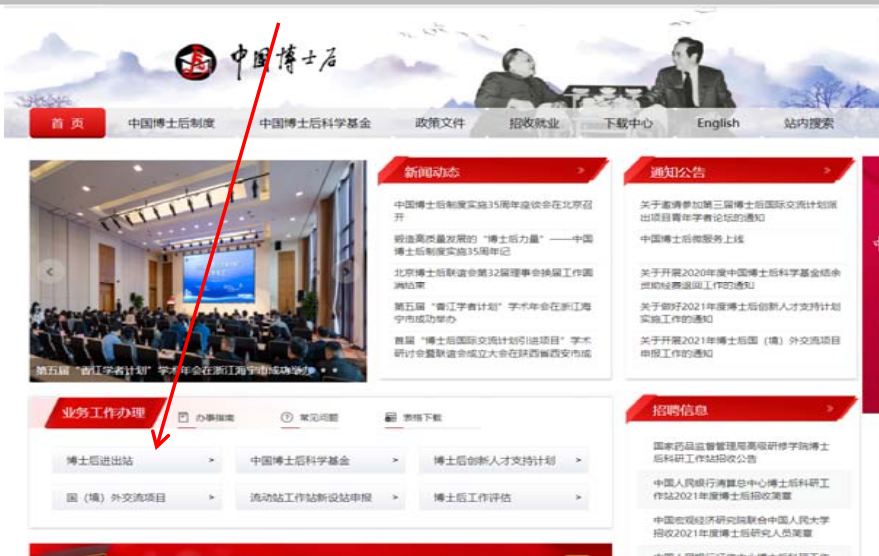 中国博士后
首 页
中国博士后制度
中国博士后科学基金
政策文件
招收就业
下载中心
English
站内搜索
新闻动态 >
中国博士后制度实施35周年座谈会在北京召
开
锻造高质量发展的“博士后力量”——中国
博士后制度实施35周年记
北京博士联谊会第32届理事会换届工作圆
满结束
第五届“香江学者计划”学术年会在浙江海
宁市成功举办
首届“博士后国际交流计划引进项目”学术
研讨会暨联谊会成立大会在陕西省西安市成
通知公告 >
关于邀请参加第三届博士后国际交流计划派
出项目青年学者论坛的通知
中国博士后微服务上线
关于开展2020年度中国博士后科学基金结余
资助经费退回工作的通知
关于做好2021年度博士后创新人才支持计划
实施工作的通知
关于开展2021年博士后国（境）外交流项目
申报工作的通知
第五届“香江学者计划”学术年会在浙江海宁市成功举办
业务工作办理
办事指南
常见问题
表格下载
博士后进出站 >
中国博士后科学基金 >
博士后创新人才支持计划 >
国（境）外交流项目 >
流动站工作站新设站申报 >
博士后工作评估 >
招聘信息 >
国家药品监督管理局高级研修学院博士
后科研工作站招收公告
中国人民银行清算总中心博士后科研工
作站2021年度博士后招收简章
中国宏观经济研究院联合中国人民大学
招收2021年度博士后研究人员简章